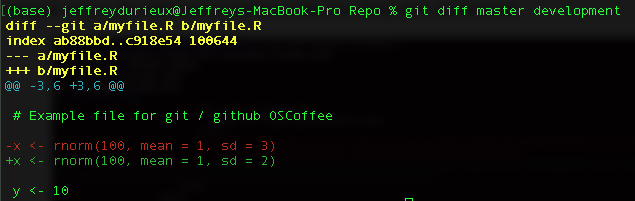 (base) jeffreydurieux@Jeffreys-MacBook-Pro Repo % git diff master development
diff --git a/myfile.R b/myfile.R
index ab88bbd..c918e54 100644
--- a/myfile.R
+++ b/myfile.R
@@ -3,6 +3,6 @@
# Example file for git / github OSCoffee
-x <- rnorm(100, mean = 1, sd = 3)
+x <- rnorm(100, mean = 1, sd = 2)
y <- 10